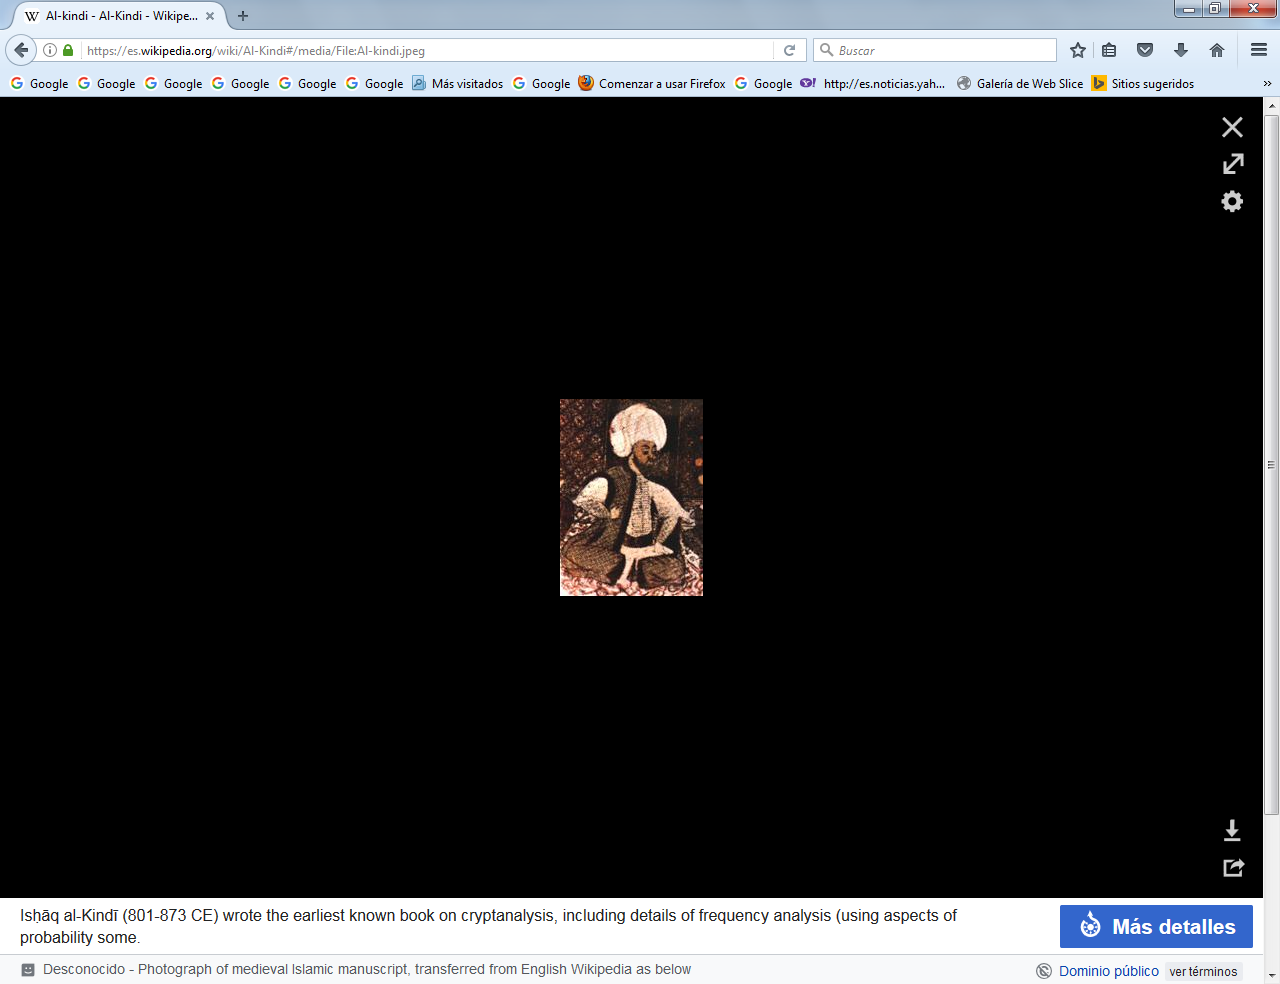 Al-kindi - Al-Kindi - Wikipe...
https://es.wikipedia.org/wiki/Al-Kindi#/media/File:Al-kindi.jpeg
Buscar
Google Google Google Google Google Google Más visitados Google Comenzar a usar Firefox Google http://es.noticias.yah... Galería de Web Slice Sitios sugeridos
Isḥāq al-Kindī (801-873 CE) wrote the earliest known book on cryptanalysis, including details of frequency analysis (using aspects of
probability some.
Más detalles
Desconocido - Photograph of medieval Islamic manuscript, transferred from English Wikipedia as below
Dominio público ver términos